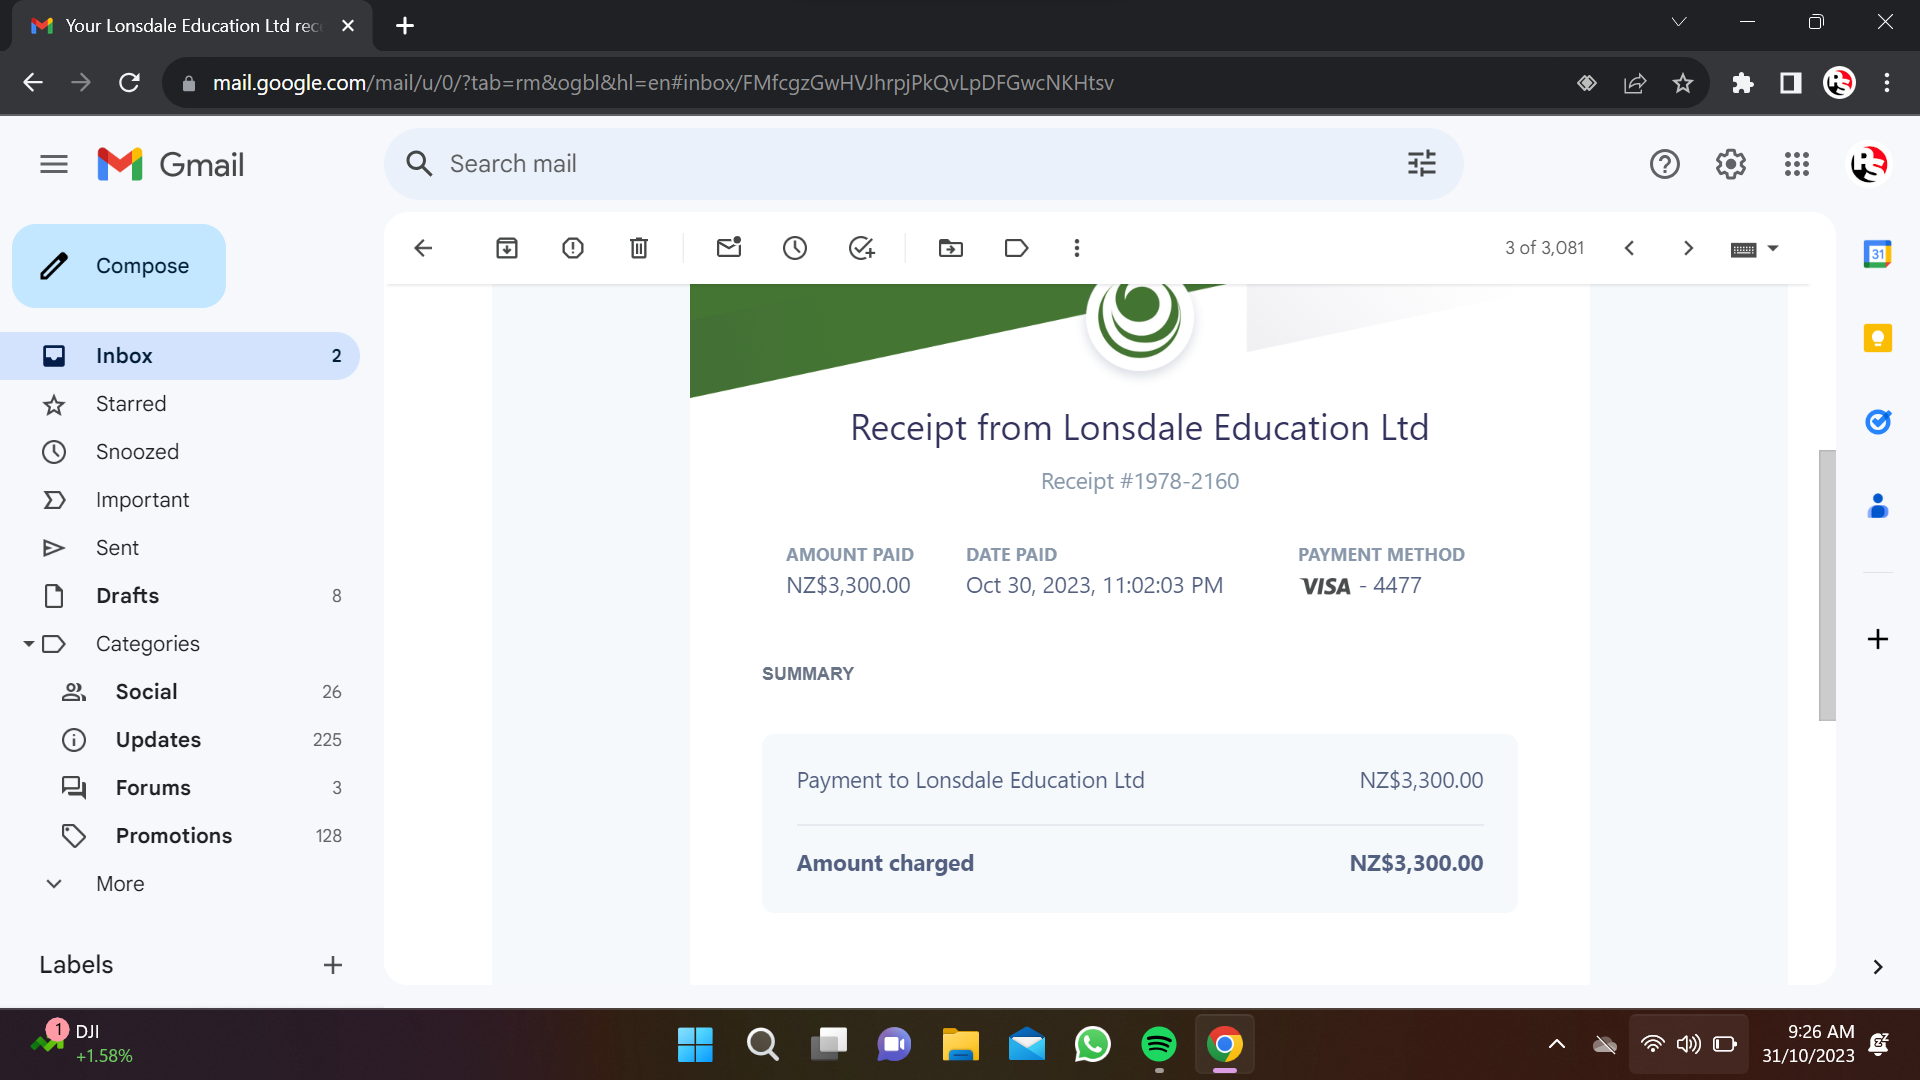 Your Lonsdale Education Ltd rec
mail.google.com/mail/u/0/?tab=rm&ogbl&hl=en#inbox/FMfcgzGwHVJhrpjPkQvLpDFGwcNKHtsv
Gmail
Search mail
Compose
3 of 3,081
Inbox 2
Starred
Snoozed
Important
Sent
Drafts 8
Categories
Social 26
Updates 225
Forums 3
Promotions 128
More
Labels
Receipt from Lonsdale Education Ltd
Receipt #1978-2160
AMOUNT PAID DATE PAID PAYMENT METHOD
NZ$3,300.00 Oct 30, 2023, 11:02:03 PM VISA - 4477
SUMMARY
Payment to Lonsdale Education Ltd NZ$3,300.00
Amount charged NZ$3,300.00
31
1
DJI
+1.58%
9:26 AM
31/10/2023